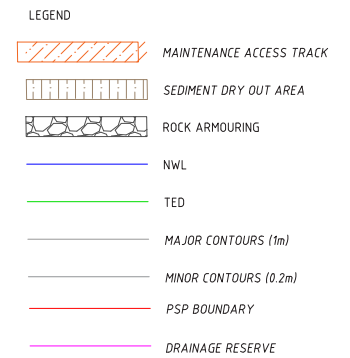 LEGEND
MAINTENANCE ACCESS TRACK
SEDIMENT DRY OUT AREA
ROCK ARMOURING
NWL
TED
MAJOR CONTOURS (1m)
MINOR CONTOURS (0.2m)
PSP BOUNDARY
DRAINAGE RESERVE